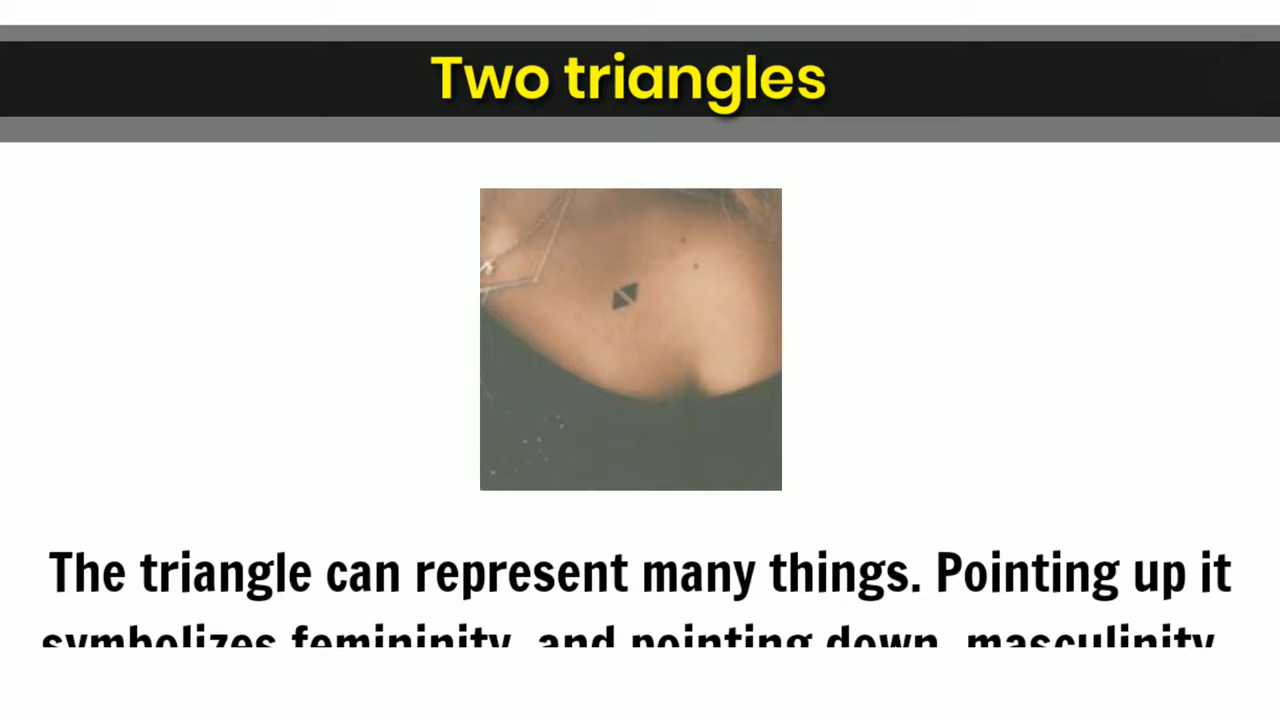 Two triangles
The triangle can represent many things. Pointing up it
symbolizes femininity, and pointing down, masculinity.